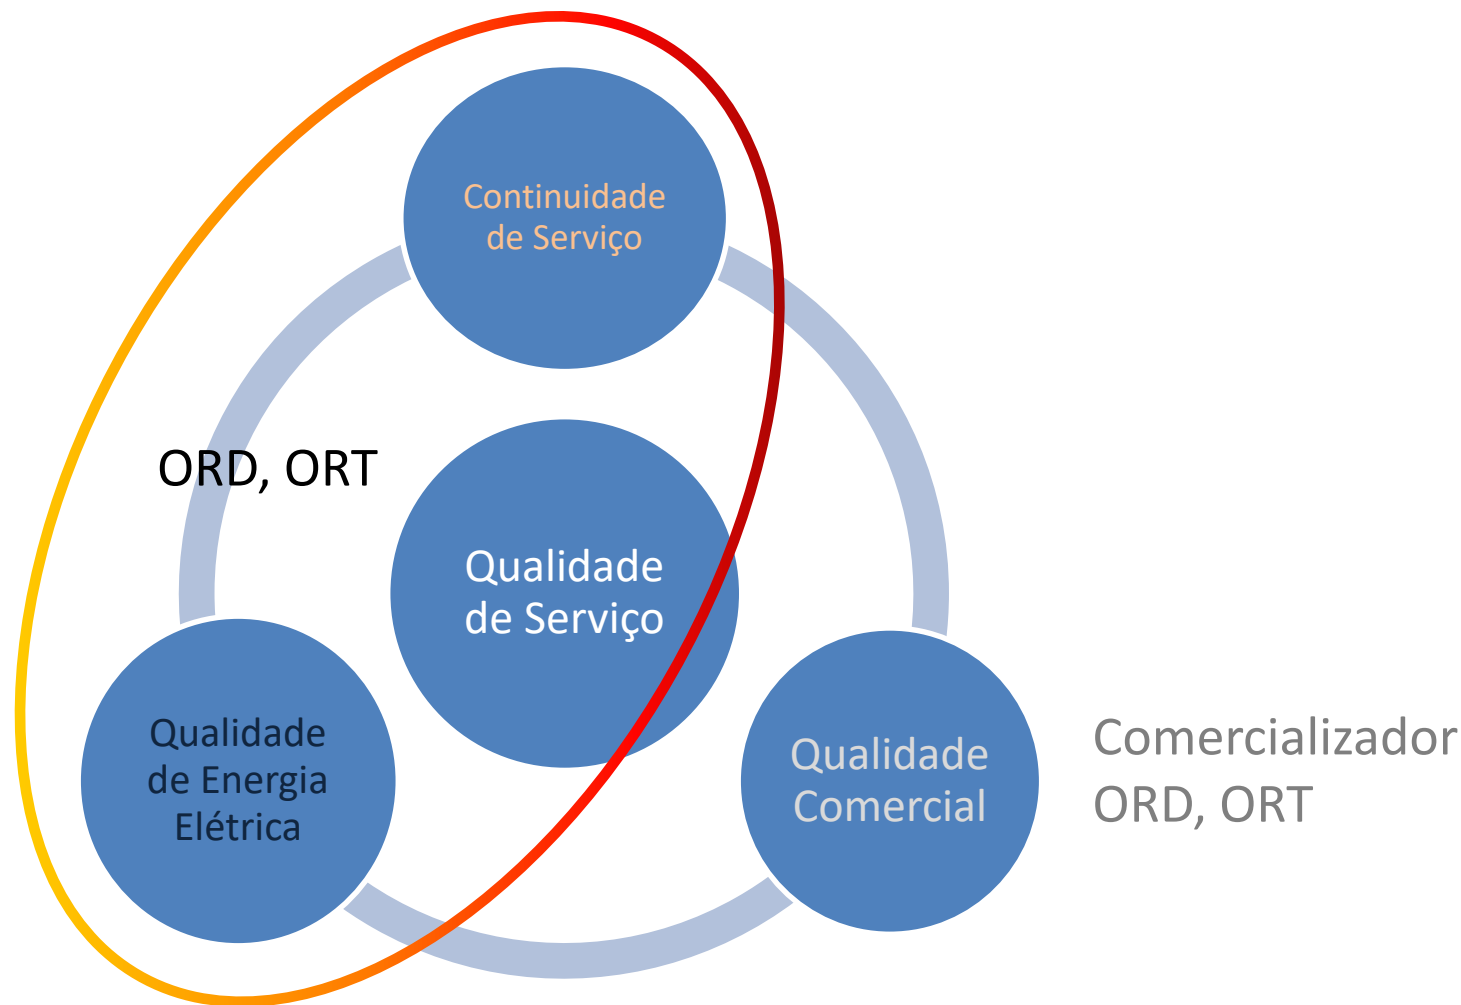 Continuidade
de Serviço
ORD, ORT
Qualidade
de Serviço
Qualidade
de Energia
Elétrica
Qualidade
Comercial
Comercializador
ORD, ORT